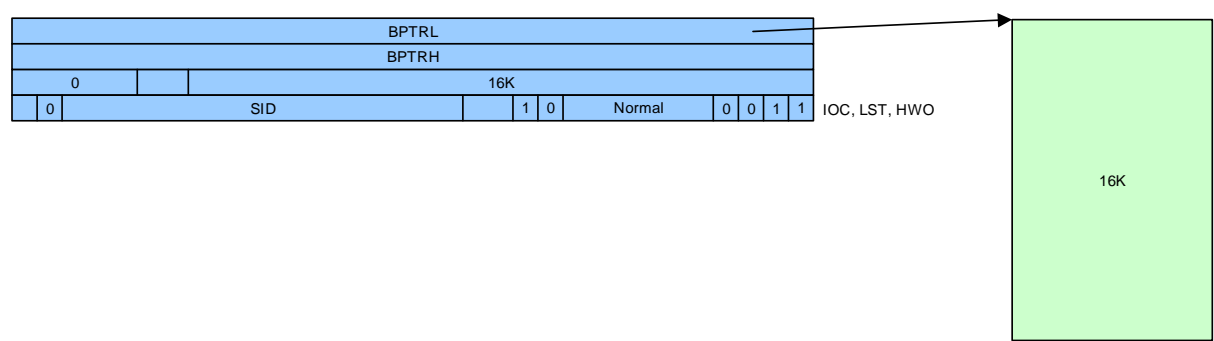 BPTRL
BPTRH
0 16K
0 SID 1 0 Normal 0 0 1 1 IOC, LST, HWO
16K